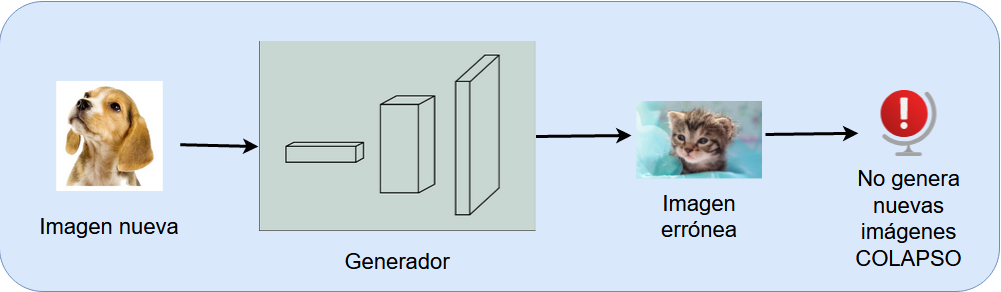 Imagen nueva
Generador
Imagen
errónea
No genera
nuevas
imágenes
COLAPSO